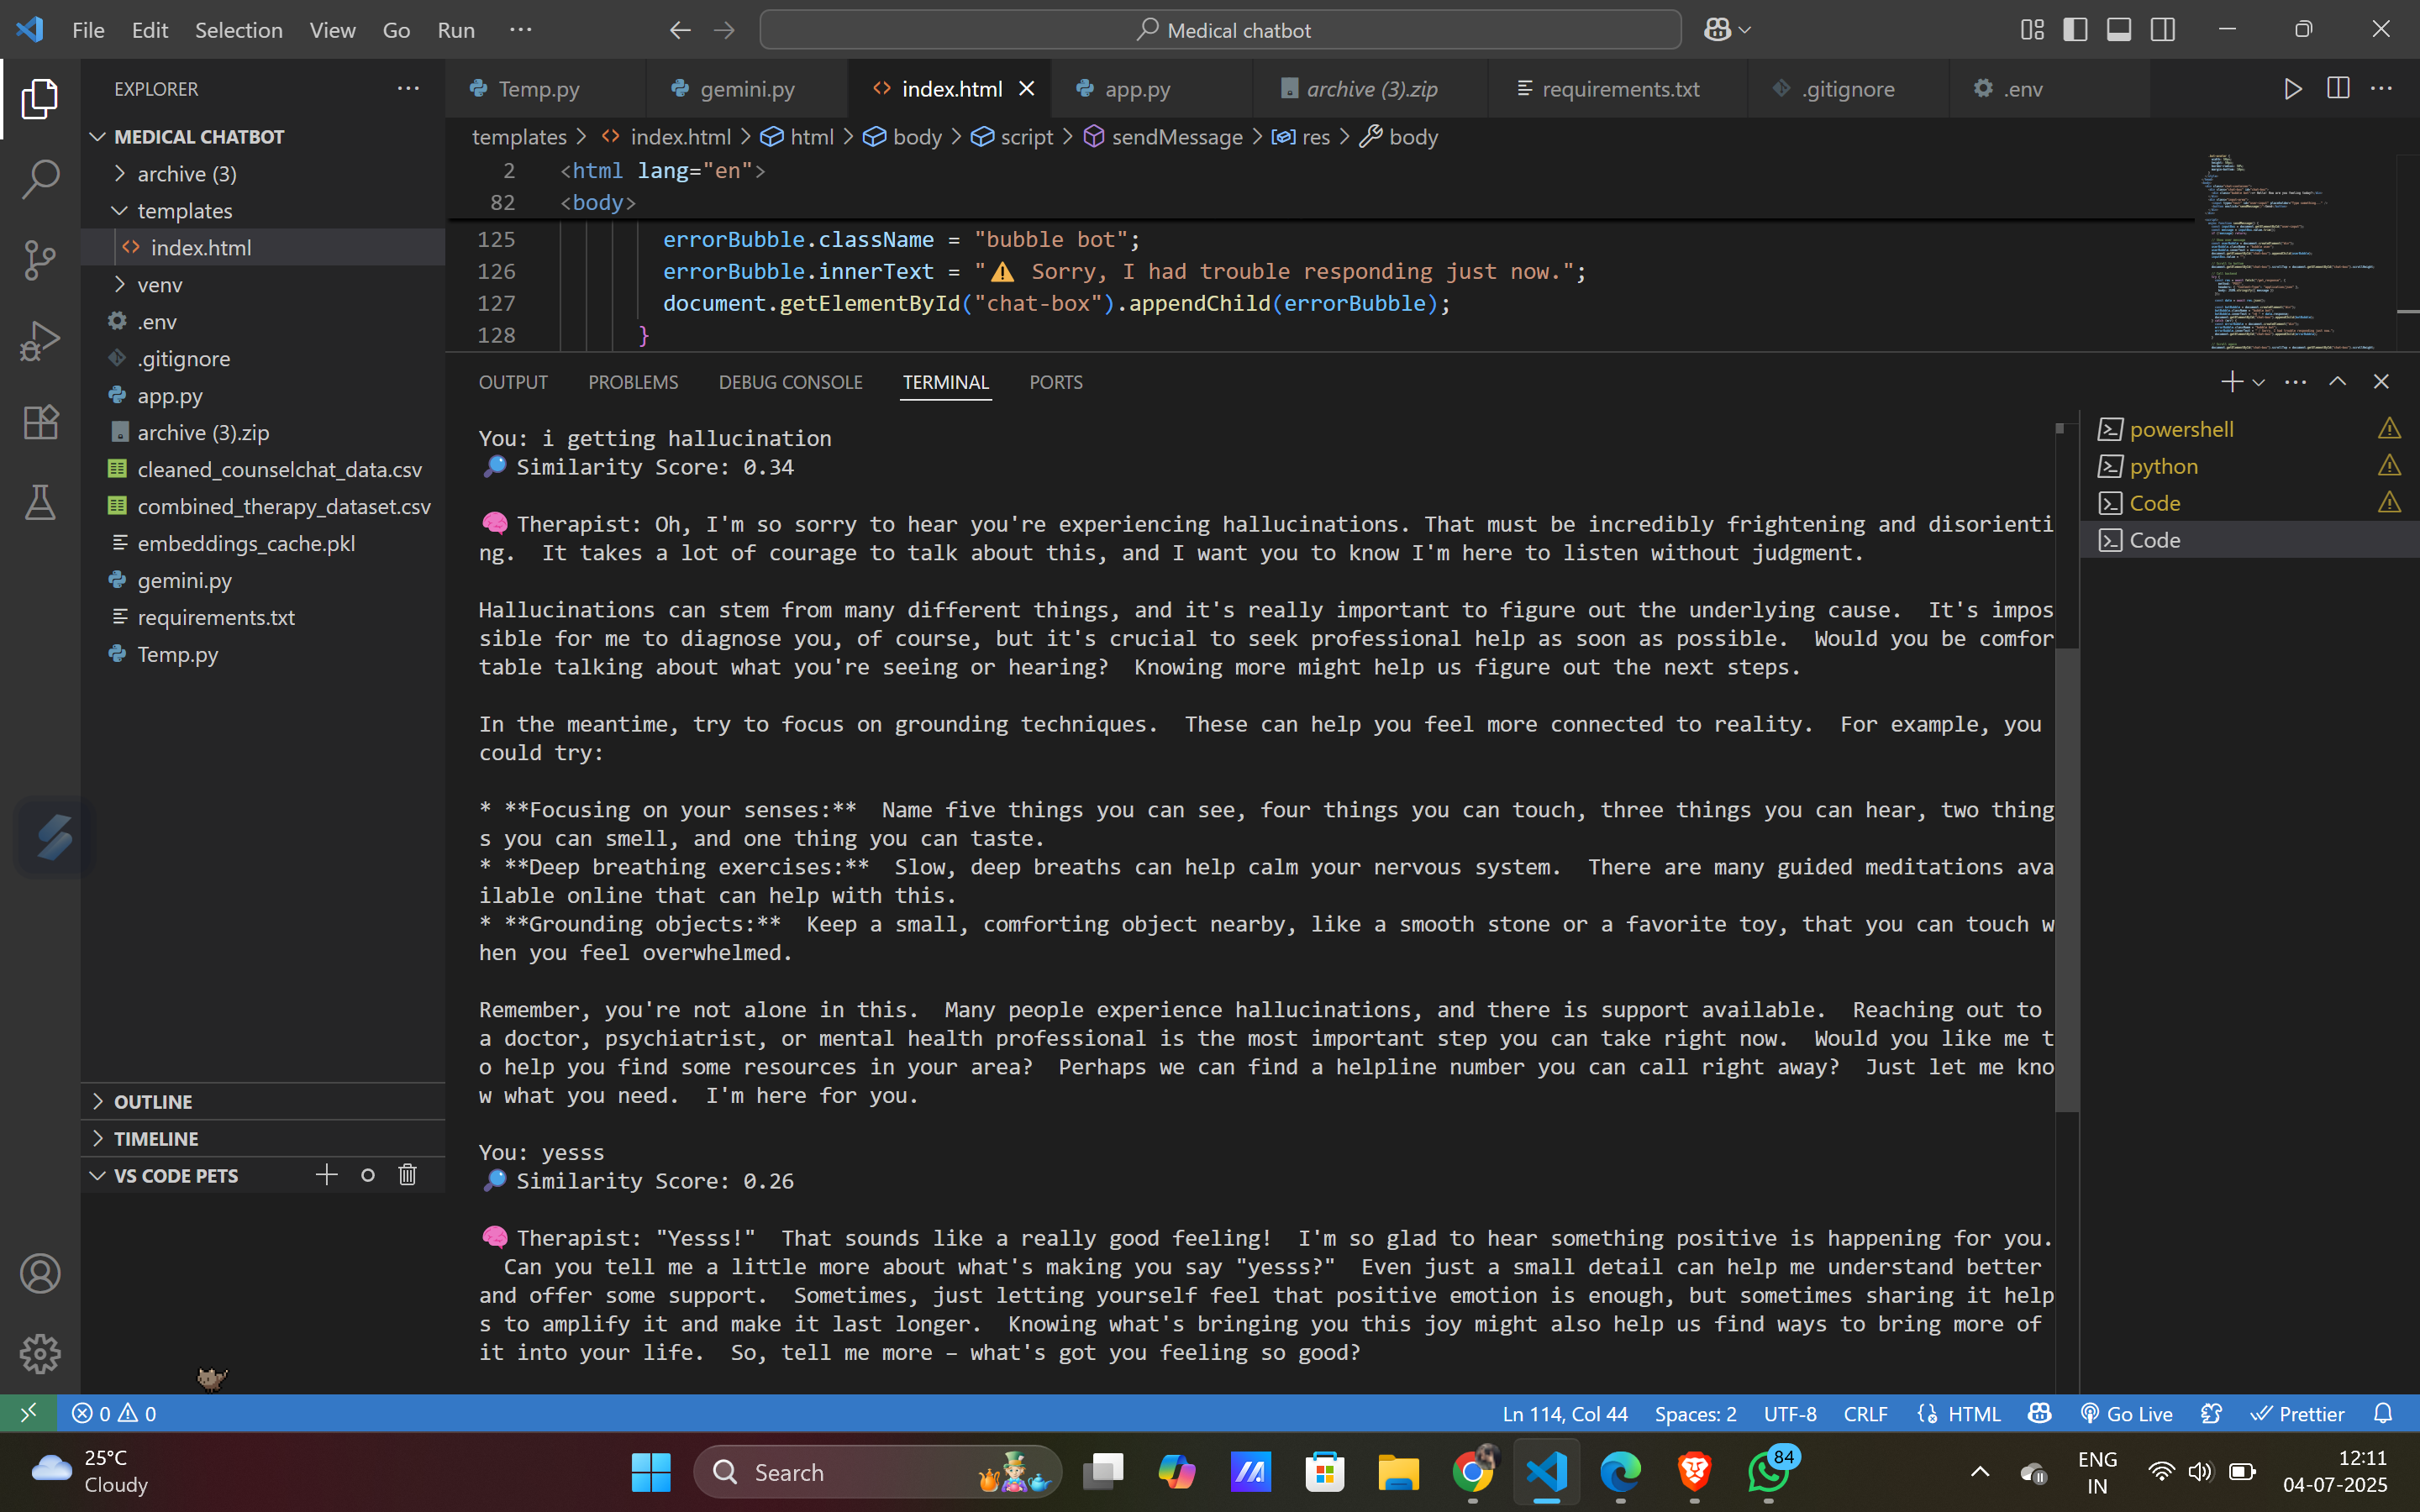 File Edit Selection View Go Run ···
Medical chatbot
EXPLORER ···
MEDICAL CHATBOT
archive (3)
templates
index.html
venv
.env
.gitignore
app.py
archive (3).zip
cleaned_counselchat_data.csv
combined_therapy_dataset.csv
embeddings_cache.pkl
gemini.py
requirements.txt
Temp.py
OUTLINE
TIMELINE
VS CODE PETS
Temp.py gemini.py index.html app.py archive (3).zip requirements.txt .gitignore .env
templates > index.html > html > body > script > sendMessage > res > body
2 <html lang="en">
82 <body>
125 errorBubble.className = "bubble bot";
126 errorBubble.innerText = "⚠️ Sorry, I had trouble responding just now.";
127 document.getElementById("chat-box").appendChild(errorBubble);
128 }
OUTPUT PROBLEMS DEBUG CONSOLE TERMINAL PORTS
You: i getting hallucination
🔎 Similarity Score: 0.34
🧠 Therapist: Oh, I'm so sorry to hear you're experiencing hallucinations. That must be incredibly frightening and disorienti
ng.  It takes a lot of courage to talk about this, and I want you to know I'm here to listen without judgment.
Hallucinations can stem from many different things, and it's really important to figure out the underlying cause.  It's impos
sible for me to diagnose you, of course, but it's crucial to seek professional help as soon as possible.  Would you be comfor
table talking about what you're seeing or hearing?  Knowing more might help us figure out the next steps.
In the meantime, try to focus on grounding techniques.  These can help you feel more connected to reality.  For example, you
could try:
* **Focusing on your senses:**  Name five things you can see, four things you can touch, three things you can hear, two thing
s you can smell, and one thing you can taste.
* **Deep breathing exercises:**  Slow, deep breaths can help calm your nervous system.  There are many guided meditations ava
ilable online that can help with this.
* **Grounding objects:**  Keep a small, comforting object nearby, like a smooth stone or a favorite toy, that you can touch w
hen you feel overwhelmed.
Remember, you're not alone in this.  Many people experience hallucinations, and there is support available.  Reaching out to
a doctor, psychiatrist, or mental health professional is the most important step you can take right now.  Would you like me t
o help you find some resources in your area?  Perhaps we can find a helpline number you can call right away?  Just let me kno
w what you need.  I'm here for you.
You: yesss
🔎 Similarity Score: 0.26
🧠 Therapist: "Yesss!"  That sounds like a really good feeling!  I'm so glad to hear something positive is happening for you.
Can you tell me a little more about what's making you say "yesss?"  Even just a small detail can help me understand better
and offer some support.  Sometimes, just letting yourself feel that positive emotion is enough, but sometimes sharing it help
s to amplify it and make it last longer.  Knowing what's bringing you this joy might also help us find ways to bring more of
it into your life.  So, tell me more – what's got you feeling so good?
powershell
python
Code
Code
0 0
Ln 114, Col 44 Spaces: 2 UTF-8 CRLF HTML Go Live Prettier
25°C
Cloudy
Search
84
ENG
IN
12:11
04-07-2025